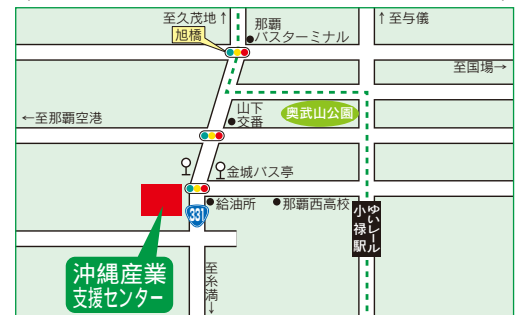 至久茂地↑
那覇
バスターミナル
↑至与儀
旭橋
至国場→
←至那覇空港
山下
交番
奥武山公園
金城バス亭
給油所
那覇西高校
331
ゆいレール
小禄駅
沖縄産業
支援センター
至糸満↓